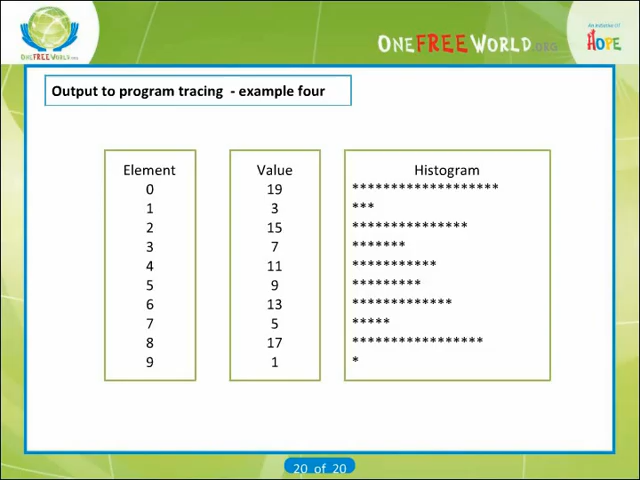 ONEFREEWORLD.ORG
ONEFREEWORLD.ORG
An initiative of
HOPE
Output to program tracing - example four
Element Value Histogram
0 19 *******************
1 3 ***
2 15 ***************
3 7 *******
4 11 ***********
5 9 *********
6 13 *************
7 5 *****
8 17 *****************
9 1 *
20 of 20